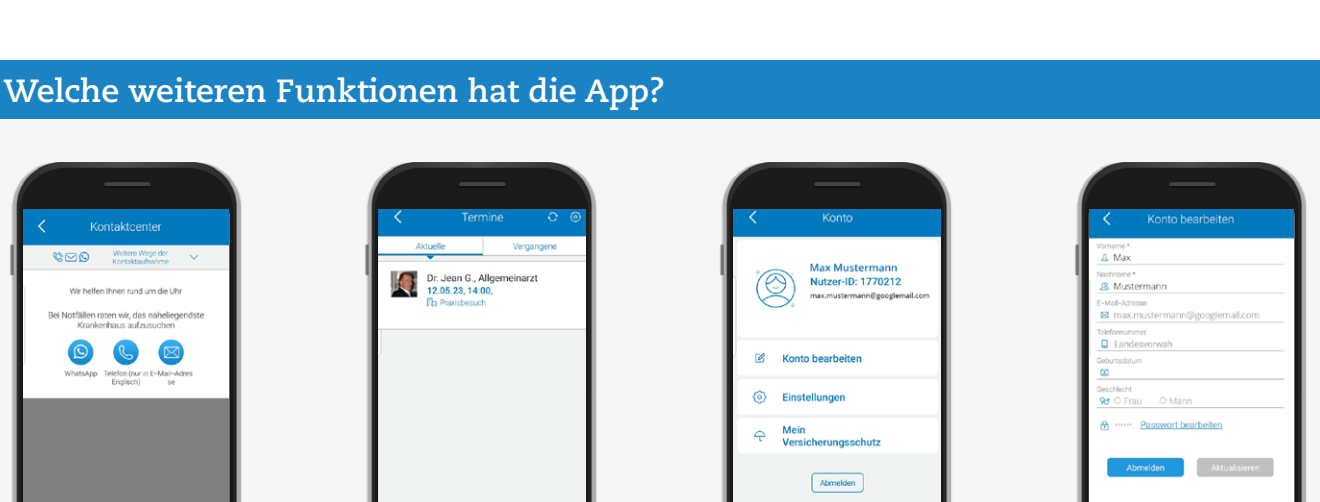 Welche weiteren Funktionen hat die App?
Kontaktcenter
Weitere Wege der
Kontaktaufnahme
Wir helfen Ihnen rund um die Uhr
Bei Notfällen raten wir, das naheliegendste
Krankenhaus aufzusuchen
WhatsApp
Telefon (nur in
Englisch)
E-Mail-Adres
se
Termine
Aktuelle
Vergangene
Dr. Jean G., Allgemeinarzt
12.05.23, 14:00,
Praxisbesuch
Konto
Max Mustermann
Nutzer-ID: 1770212
max.mustermann@googlemail.com
Konto bearbeiten
Einstellungen
Mein
Versicherungsschutz
Abmelden
Konto bearbeiten
Vorname *
Max
Nachname *
Mustermann
E-Mail-Adresse
max.mustermann@googlemail.com
Telefonnummer
Landesvorwah
Geburtsdatum
Geschlecht
Frau Mann
Passwort bearbeiten
Abmelden
Aktualisieren